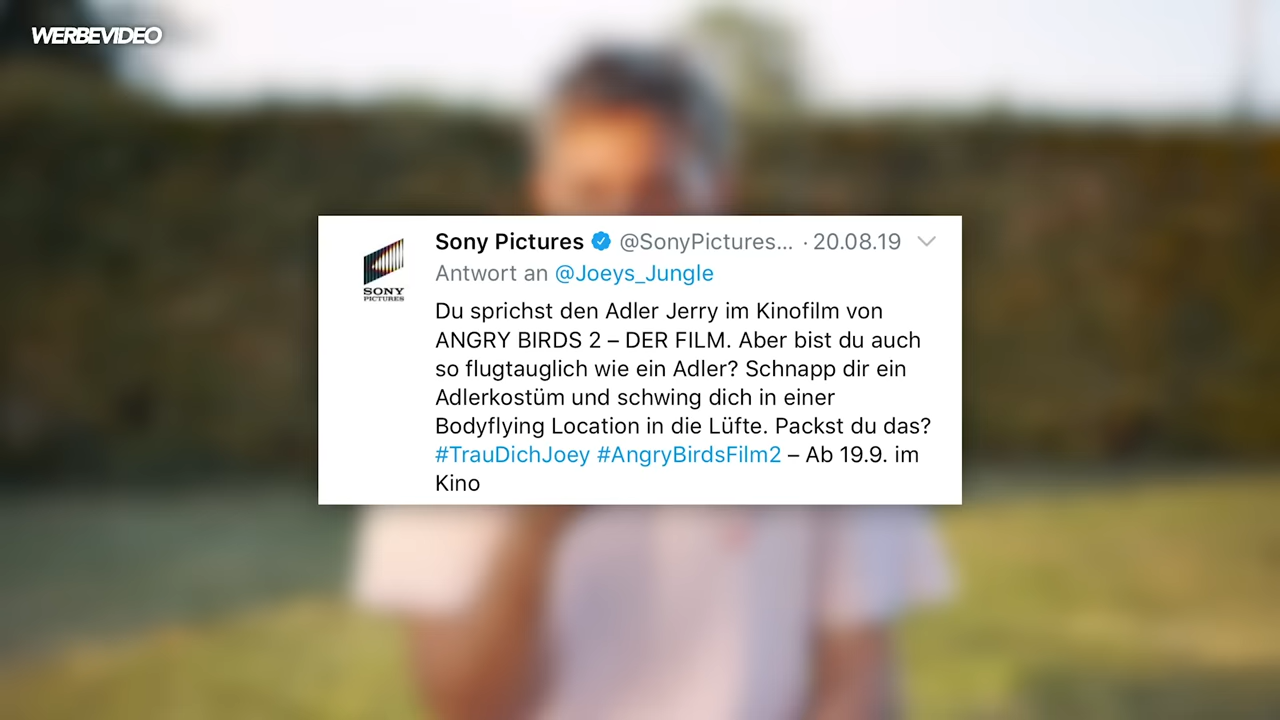 WERBEVIDEO
Sony Pictures @SonyPictures... · 20.08.19
SONY
PICTURES
Antwort an @Joeys_Jungle
Du sprichst den Adler Jerry im Kinofilm von
ANGRY BIRDS 2 – DER FILM. Aber bist du auch
so flugtauglich wie ein Adler? Schnapp dir ein
Adlerkostüm und schwing dich in einer
Bodyflying Location in die Lüfte. Packst du das?
#TrauDichJoey #AngryBirdsFilm2 – Ab 19.9. im
Kino